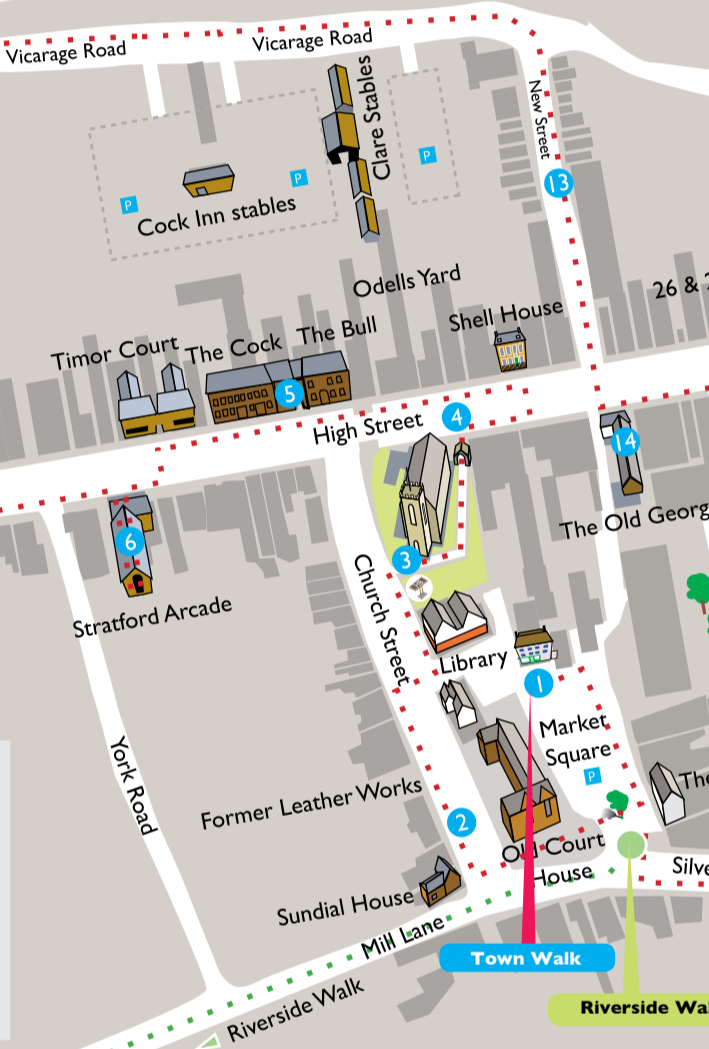 Vicarage Road
Vicarage Road
New Street
Clare Stables
P
P
P
13
Cock Inn stables
Odells Yard
26 &
Shell House
Timor Court
The Cock
The Bull
5
4
High Street
14
6
3
The Old Georg
Stratford Arcade
Church Street
Library
1
Market
Square
P
York Road
The
Former Leather Works
2
Old Court
House
Silve
Sundial House
Mill Lane
Town Walk
Riverside Walk
Riverside Wal